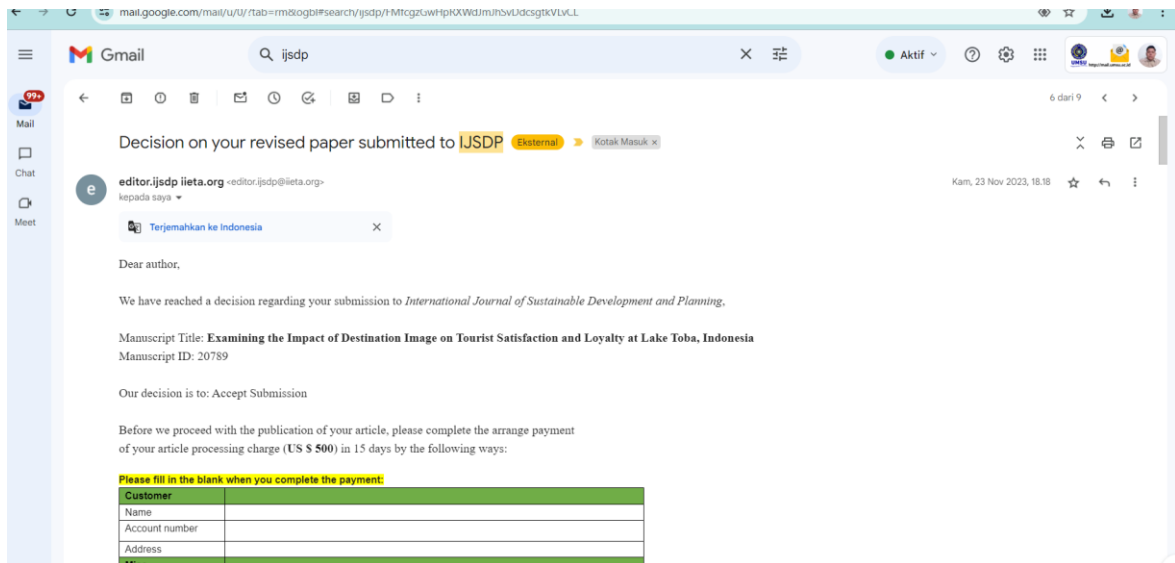 mail.google.com/mail/u/0/?tab=rm&ogbl#search/ijsdp/
Gmail
ijsdp
Aktif
UMSU
99+
Mail
Chat
Meet
6 dari 9
Decision on your revised paper submitted to IJSDP Eksternal Kotak Masuk x
e
editor.ijsdp iieta.org <editor.ijsdp@iieta.org>
Kam, 23 Nov 2023, 18.18
kepada saya
Terjemahkan ke Indonesia
Dear author,
We have reached a decision regarding your submission to International Journal of Sustainable Development and Planning,
Manuscript Title: Examining the Impact of Destination Image on Tourist Satisfaction and Loyalty at Lake Toba, Indonesia
Manuscript ID: 20789
Our decision is to: Accept Submission
Before we proceed with the publication of your article, please complete the arrange payment
of your article processing charge (US $ 500) in 15 days by the following ways:
Please fill in the blank when you complete the payment:
Customer
Name
Account number
Address